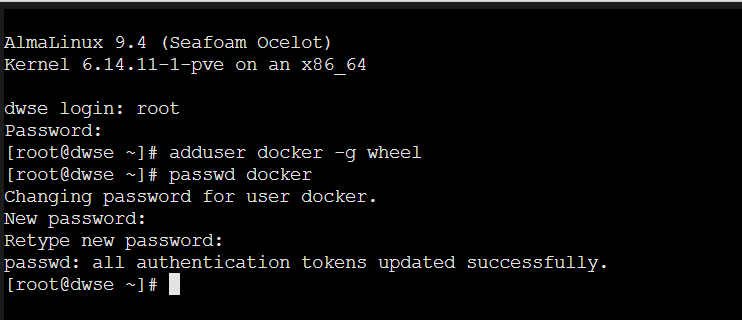 AlmaLinux 9.4 (Seafoam Ocelot)
Kernel 6.14.11-1-pve on an x86_64
dwse login: root
Password:
[root@dwse ~]# adduser docker -g wheel
[root@dwse ~]# passwd docker
Changing password for user docker.
New password:
Retype new password:
passwd: all authentication tokens updated successfully.
[root@dwse ~]#